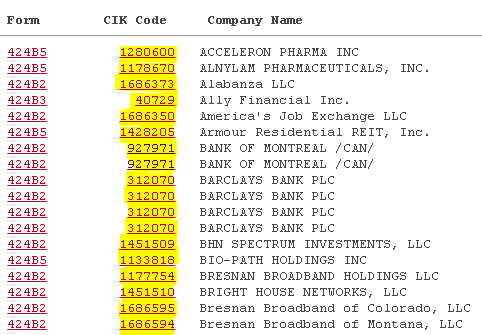 Form CIK Code Company Name
424B5 1280600 ACCELERON PHARMA INC
424B5 1178670 ALNYLAM PHARMACEUTICALS, INC.
424B2 1686373 Alabanza LLC
424B3 40729 Ally Financial Inc.
424B2 1686350 America's Job Exchange LLC
424B5 1428205 Armour Residential REIT, Inc.
424B2 927971 BANK OF MONTREAL /CAN/
424B2 927971 BANK OF MONTREAL /CAN/
424B2 312070 BARCLAYS BANK PLC
424B2 312070 BARCLAYS BANK PLC
424B2 312070 BARCLAYS BANK PLC
424B2 312070 BARCLAYS BANK PLC
424B2 1451509 BHN SPECTRUM INVESTMENTS, LLC
424B5 1133818 BIO-PATH HOLDINGS INC
424B2 1177754 BRESNAN BROADBAND HOLDINGS LLC
424B2 1451510 BRIGHT HOUSE NETWORKS, LLC
424B2 1686595 Bresnan Broadband of Colorado, LLC
424B2 1686594 Bresnan Broadband of Montana, LLC